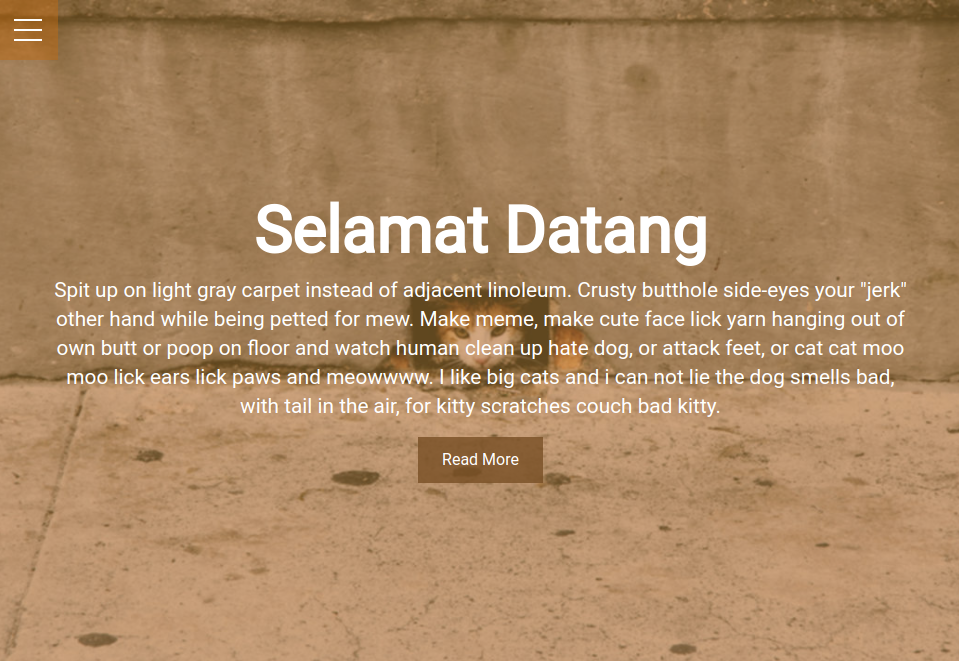 Selamat Datang
Spit up on light gray carpet instead of adjacent linoleum. Crusty butthole side-eyes your "jerk"
other hand while being petted for mew. Make meme, make cute face lick yarn hanging out of
own butt or poop on floor and watch human clean up hate dog, or attack feet, or cat cat moo
moo lick ears lick paws and meowwww. I like big cats and i can not lie the dog smells bad,
with tail in the air, for kitty scratches couch bad kitty.
Read More